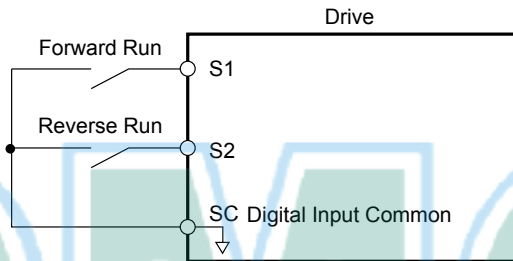 Drive
Forward Run
S1
Reverse Run
S2
SC Digital Input Common